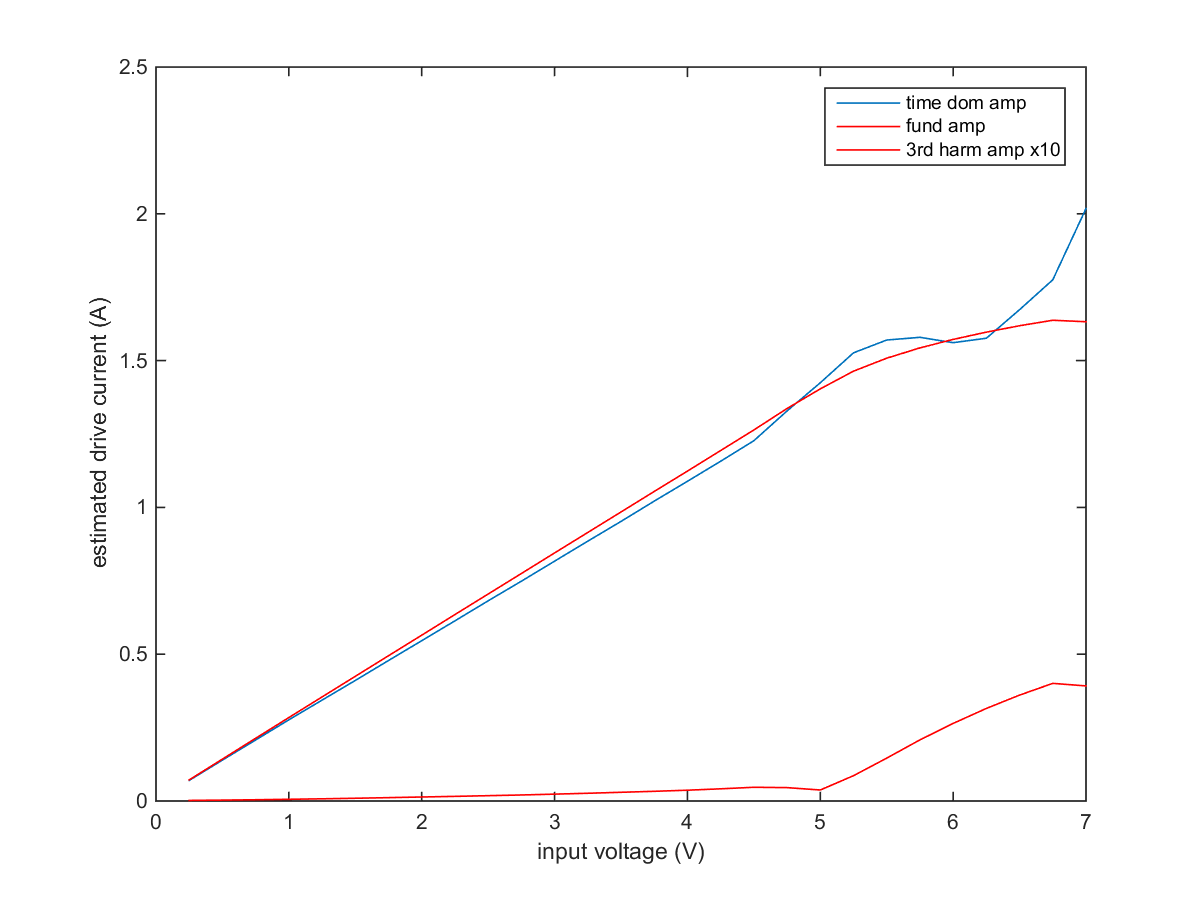 2.5
2
1.5
1
0.5
0
estimated drive current (A)
time dom amp
fund amp
3rd harm amp x10
0 1 2 3 4 5 6 7
input voltage (V)